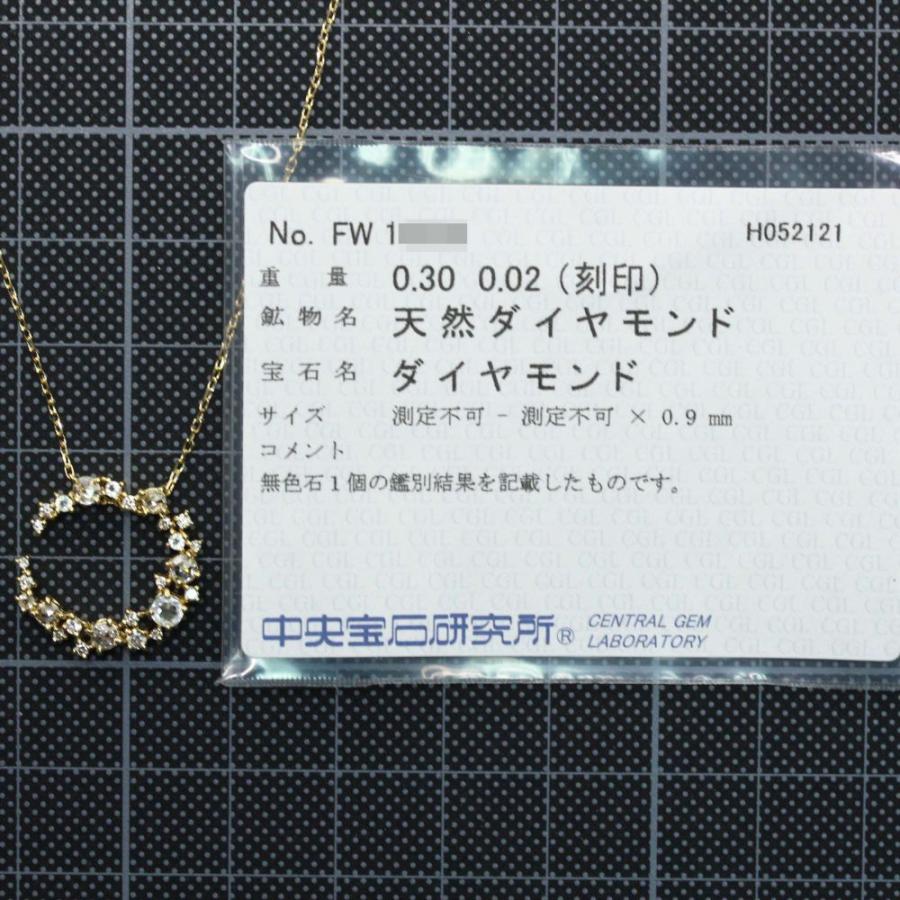 No. FW 1
H052121
重量 0.30 0.02（刻印）
鉱物名 天然ダイヤモンド
宝石名 ダイヤモンド
サイズ 測定不可 - 測定不可 × 0.9 mm
コメント
無色石1個の鑑別結果を記載したものです。
中央宝石研究所® CENTRAL GEM
LABORATORY